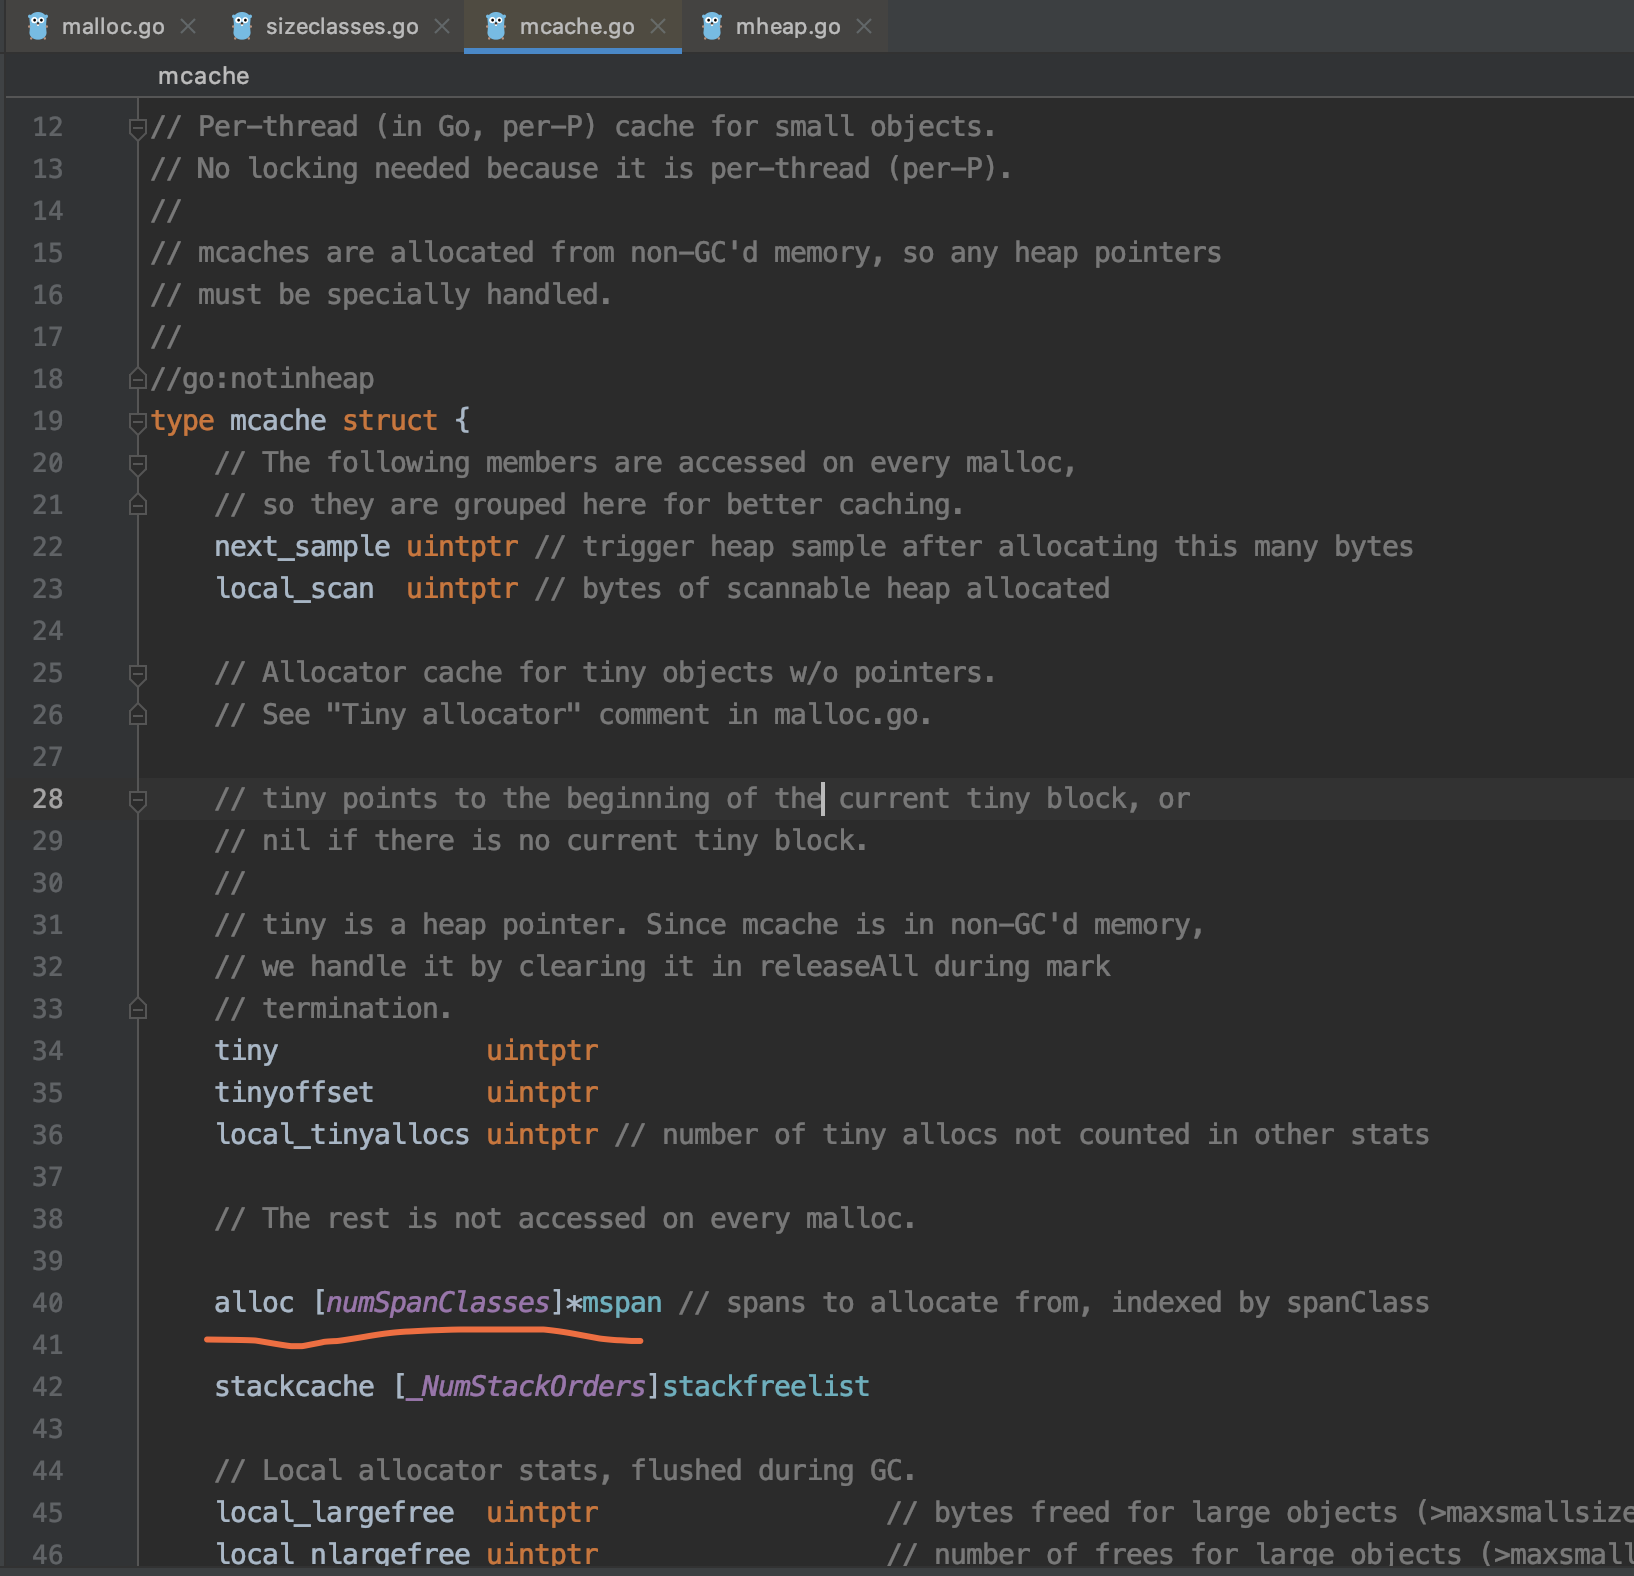 malloc.go sizeclasses.go mcache.go mheap.go
mcache
12 // Per-thread (in Go, per-P) cache for small objects.
13 // No locking needed because it is per-thread (per-P).
14 //
15 // mcaches are allocated from non-GC'd memory, so any heap pointers
16 // must be specially handled.
17 //
18 //go:notinheap
19 type mcache struct {
20 // The following members are accessed on every malloc,
21 // so they are grouped here for better caching.
22 next_sample uintptr // trigger heap sample after allocating this many bytes
23 local_scan  uintptr // bytes of scannable heap allocated
24
25 // Allocator cache for tiny objects w/o pointers.
26 // See "Tiny allocator" comment in malloc.go.
27
28 // tiny points to the beginning of the current tiny block, or
29 // nil if there is no current tiny block.
30 //
31 // tiny is a heap pointer. Since mcache is in non-GC'd memory,
32 // we handle it by clearing it in releaseAll during mark
33 // termination.
34 tiny             uintptr
35 tinyoffset       uintptr
36 local_tinyallocs uintptr // number of tiny allocs not counted in other stats
37
38 // The rest is not accessed on every malloc.
39
40 alloc [numSpanClasses]*mspan // spans to allocate from, indexed by spanClass
41
42 stackcache [_NumStackOrders]stackfreelist
43
44 // Local allocator stats, flushed during GC.
45 local_largefree  uintptr                  // bytes freed for large objects (>maxsmallsize
46 local_nlargefree uintptr                  // number of frees for large objects (>maxsmall